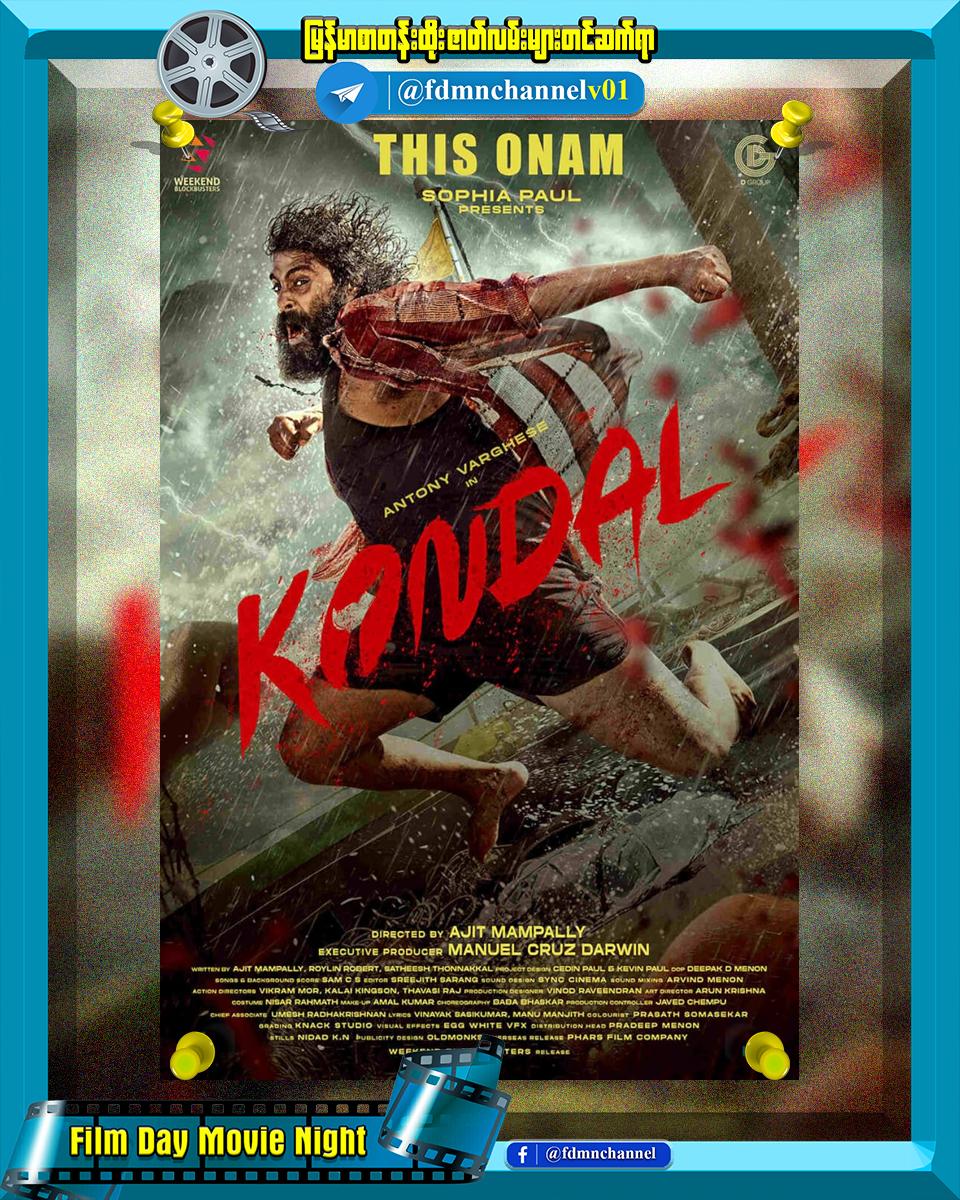 မြန်မာစာတန်းထိုးဇာတ်လမ်းများတင်ဆက်ရာ
@fdmnchannelv01
WEEKEND
BLOCKBUSTERS
THIS ONAM
D GROUP
SOPHIA PAUL
PRESENTS
ANTONY VARGHESE
IN
KONDAL
DIRECTED BY AJIT MAMPALLY
EXECUTIVE PRODUCER MANUEL CRUZ DARWIN
WRITTEN BY AJIT MAMPALLY, ROYLIN ROBERT, SATHEESH THONNAKKAL PROJECT DESIGN CEDIN PAUL & KEVIN PAUL DOP DEEPAK D MENON
SONGS & BACKGROUND SCORE SAM C S EDITOR SREEJITH SARANG SOUND DESIGN SYNC CINEMA SOUND MIXING ARVIND MENON
ACTION DIRECTORS VIKRAM MOR, KALAI KINGSON, THAVASI RAJ PRODUCTION DESIGNER VINOD RAVEENDRAN ART DIRECTOR ARUN KRISHNA
COSTUME NISAR RAHMATH MAKE-UP AMAL KUMAR CHOREOGRAPHY BABA BHASKAR PRODUCTION CONTROLLER JAVED CHEMPU
CHIEF ASSOCIATE UMESH RADHAKRISHNAN LYRICS VINAYAK SASIKUMAR, MANU MANJITH COLOURIST PRASATH SOMASEKAR
GRADING KNACK STUDIO VISUAL EFFECTS EGG WHITE VFX DISTRIBUTION HEAD PRADEEP MENON
STILLS NIDAD K.N PUBLICITY DESIGN OLDMONKS RELEASE PHARS FILM COMPANY
WEEKEND RELEASE
Film Day Movie Night
@fdmnchannel